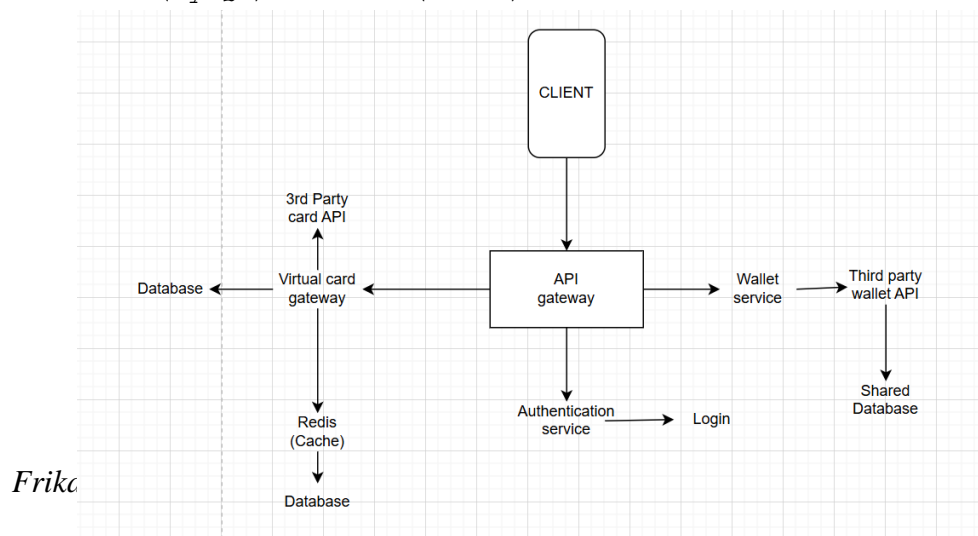 CLIENT
3rd Party
card API
Database
Virtual card
gateway
API
gateway
Wallet
service
Third party
wallet API
Shared
Database
Authentication
service
Login
Redis
(Cache)
Database